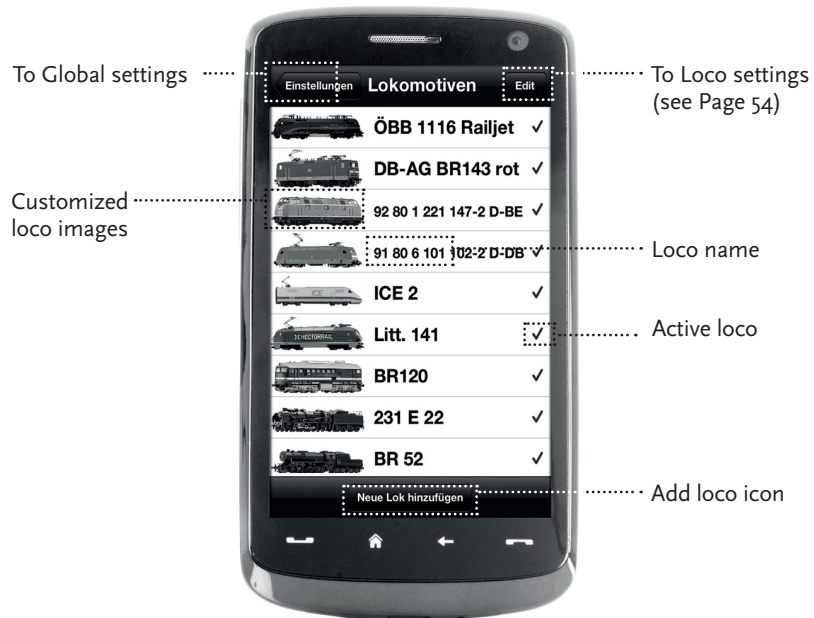 To Global settings
Einstellungen Lokomotiven Edit
To Loco settings
(see Page 54)
ÖBB 1116 Railjet ✓
DB-AG BR143 rot ✓
Customized
loco images
92 80 1 221 147-2 D-BE ✓
91 80 6 101 102-2 D-DB ✓
Loco name
ICE
ICE 2 ✓
HECTORRAIL
Litt. 141 ✓
Active loco
BR120 ✓
231 E 22 ✓
BR 52 ✓
Neue Lok hinzufügen
Add loco icon